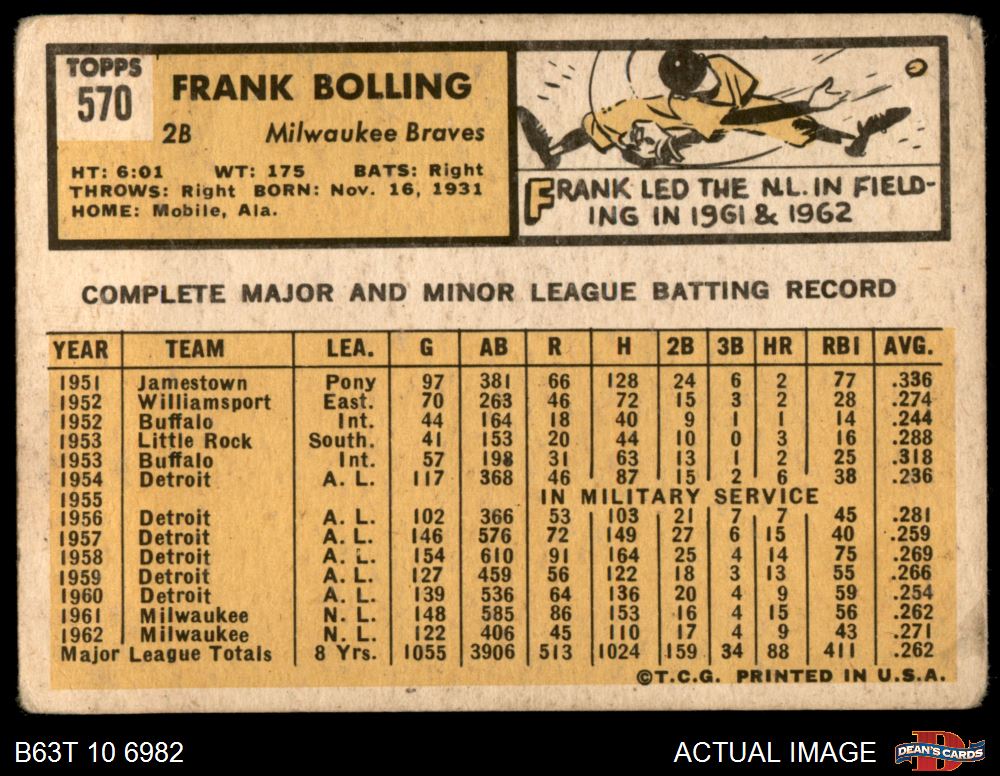 TOPPS
570
FRANK BOLLING
2B Milwaukee Braves
HT: 6:01 WT: 175 BATS: Right
THROWS: Right BORN: Nov. 16, 1931
HOME: Mobile, Ala.
FRANK LED THE N.L. IN FIELD-
ING IN 1961 & 1962
COMPLETE MAJOR AND MINOR LEAGUE BATTING RECORD
YEAR TEAM LEA. G AB R H 2B 3B HR RBI AVG.
1951 Jamestown Pony 97 381 66 128 24 6 2 77 .336
1952 Williamsport East. 70 263 46 72 15 3 2 28 .274
1952 Buffalo Int. 44 164 18 40 9 1 1 14 .244
1953 Little Rock South. 41 153 20 44 10 0 3 16 .288
1953 Buffalo Int. 57 198 31 63 13 1 2 25 .318
1954 Detroit A. L. 117 368 46 87 15 2 6 38 .236
1955 IN MILITARY SERVICE
1956 Detroit A. L. 102 366 53 103 21 7 7 45 .281
1957 Detroit A. L. 146 576 72 149 27 6 15 40 .259
1958 Detroit A. L. 154 610 91 164 25 4 14 75 .269
1959 Detroit A. L. 127 459 56 122 18 3 13 55 .266
1960 Detroit A. L. 139 536 64 136 20 4 9 59 .254
1961 Milwaukee N. L. 148 585 86 153 16 4 15 56 .262
1962 Milwaukee N. L. 122 406 45 110 17 4 9 43 .271
Major League Totals 8 Yrs. 1055 3906 513 1024 159 34 88 411 .262
©T.C.G. PRINTED IN U.S.A.
B63T 10 6982 ACTUAL IMAGE DEAN'S CARDS